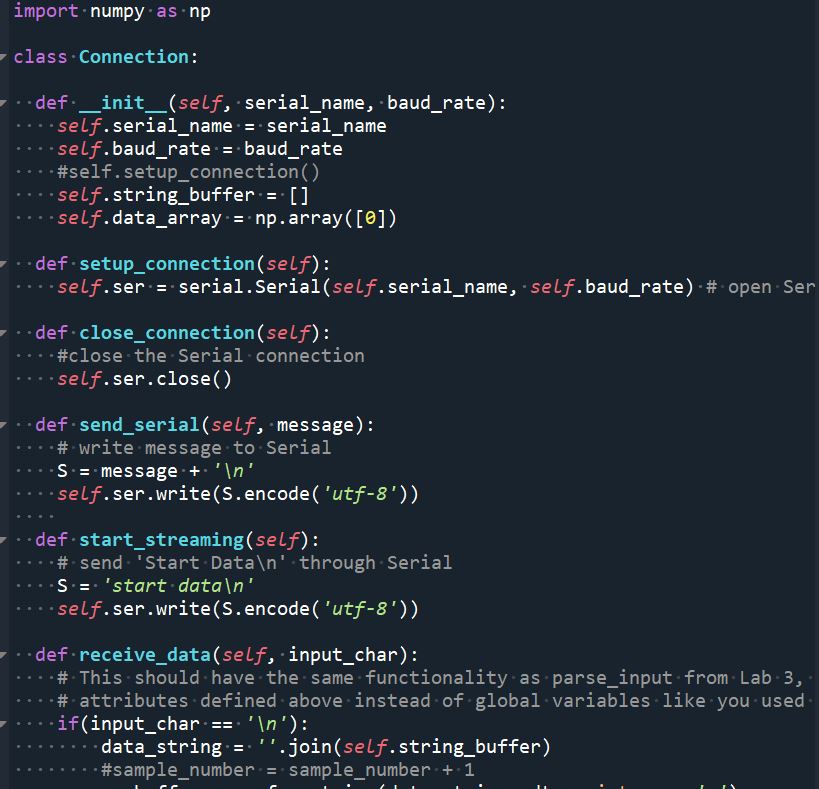 import numpy as np
class Connection:
def __init__(self, serial_name, baud_rate):
self.serial_name = serial_name
self.baud_rate = baud_rate
#self.setup_connection()
self.string_buffer = []
self.data_array = np.array([0])
def setup_connection(self):
self.ser = serial.Serial(self.serial_name, self.baud_rate) # open Ser
def close_connection(self):
#close the Serial connection
self.ser.close()
def send_serial(self, message):
# write message to Serial
S = message + '\n'
self.ser.write(S.encode('utf-8'))
def start_streaming(self):
# send 'Start Data\n' through Serial
S = 'start data\n'
self.ser.write(S.encode('utf-8'))
def receive_data(self, input_char):
# This should have the same functionality as parse_input from Lab 3,
# attributes defined above instead of global variables like you used
if(input_char == '\n'):
data_string = ''.join(self.string_buffer)
#sample_number = sample_number + 1